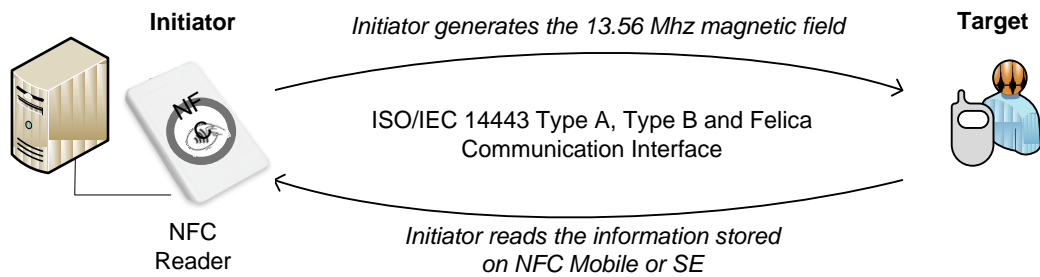 Initiator
Initiator generates the 13.56 Mhz magnetic field
Target
NF
C
ISO/IEC 14443 Type A, Type B and Felica
Communication Interface
NFC
Reader
Initiator reads the information stored
on NFC Mobile or SE